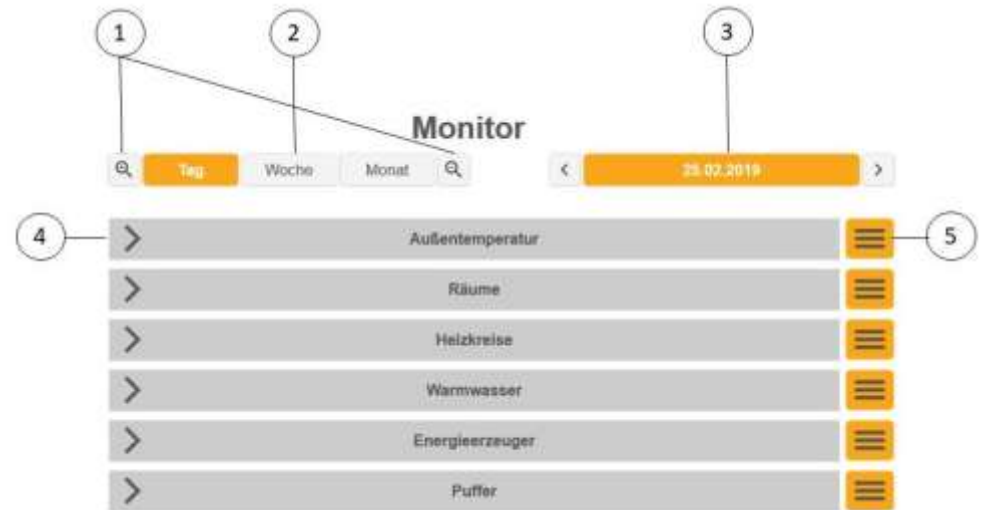 1 2 3
Monitor
Tag Woche Monat 25.02.2019
4 Außentemperatur 5
Räume
Heizkreise
Warmwasser
Energieerzeuger
Puffer